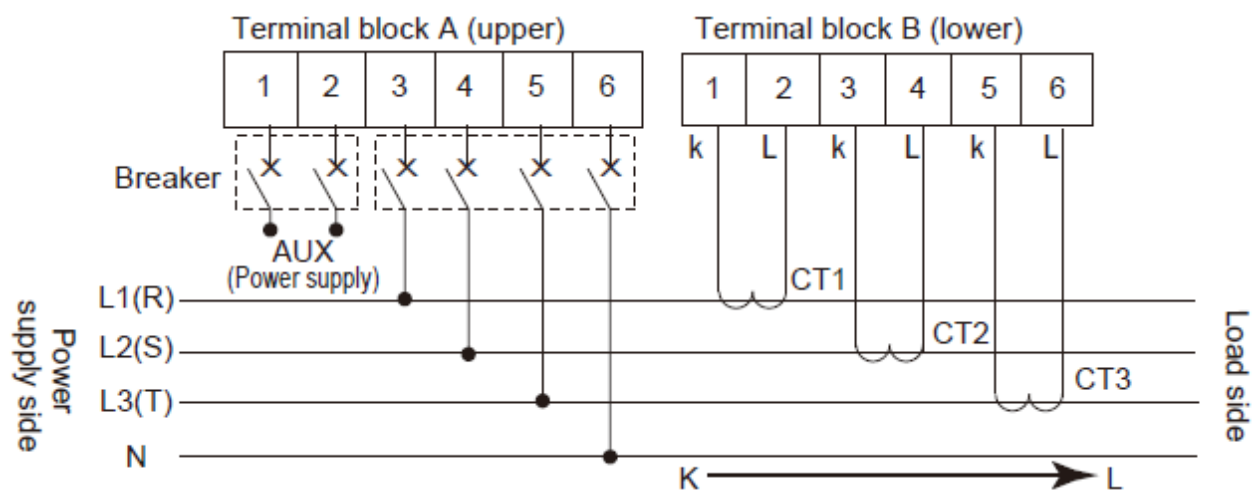 Terminal block A (upper)
Terminal block B (lower)
1 2 3 4 5 6
1 2 3 4 5 6
k L k L k L
Breaker
AUX
(Power supply)
CT1
L1(R)
CT2
L2(S)
CT3
L3(T)
N
K L
Power
supply side
Load side